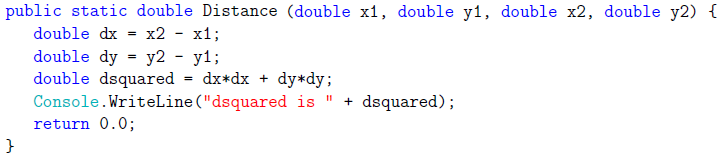 public static double Distance (double x1, double y1, double x2, double y2) {
double dx = x2 - x1;
double dy = y2 - y1;
double dsquared = dx*dx + dy*dy;
Console.WriteLine("dsquared is " + dsquared);
return 0.0;
}